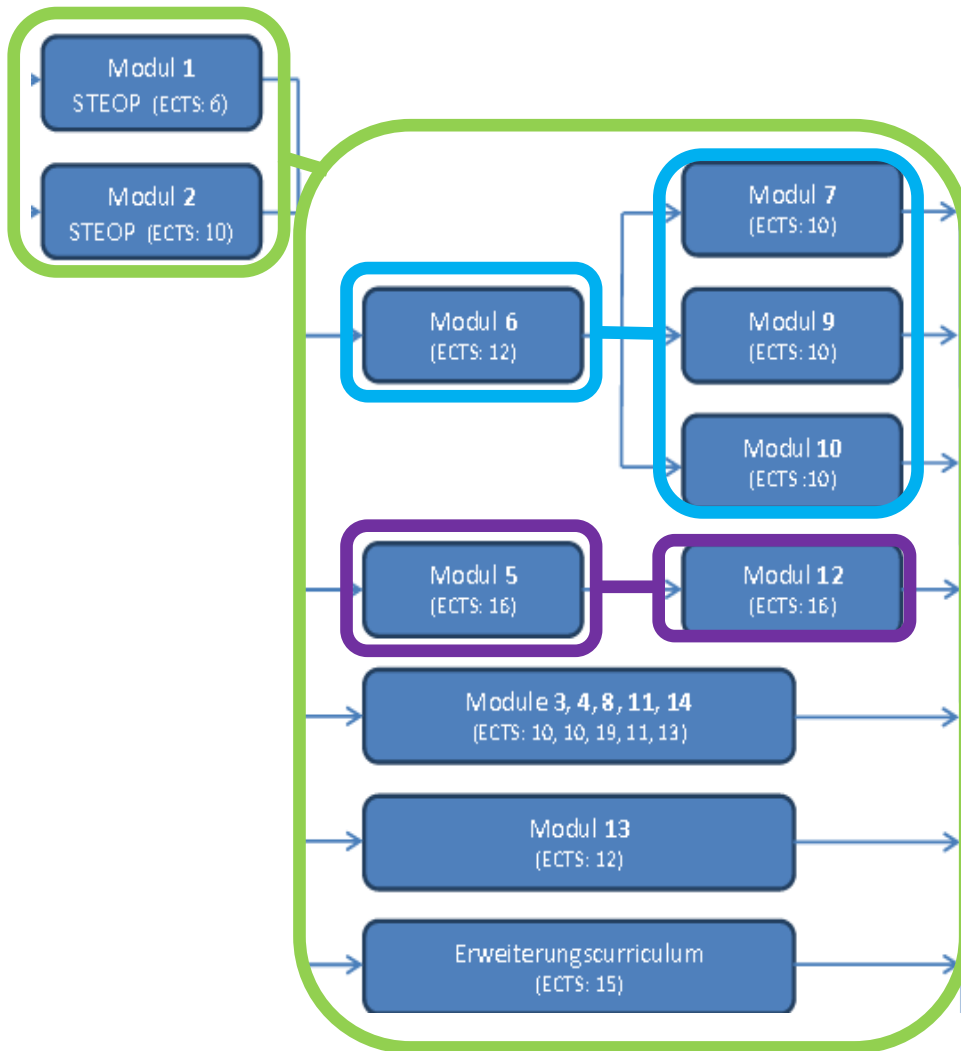 Modul 1
STEOP (ECTS: 6)
Modul 2
STEOP (ECTS: 10)
Modul 6
(ECTS: 12)
Modul 7
(ECTS: 10)
Modul 9
(ECTS: 10)
Modul 10
(ECTS :10)
Modul 5
(ECTS: 16)
Modul 12
(ECTS: 16)
Module 3, 4, 8, 11, 14
(ECTS: 10, 10, 19, 11, 13)
Modul 13
(ECTS: 12)
Erweiterungscurriculum
(ECTS: 15)